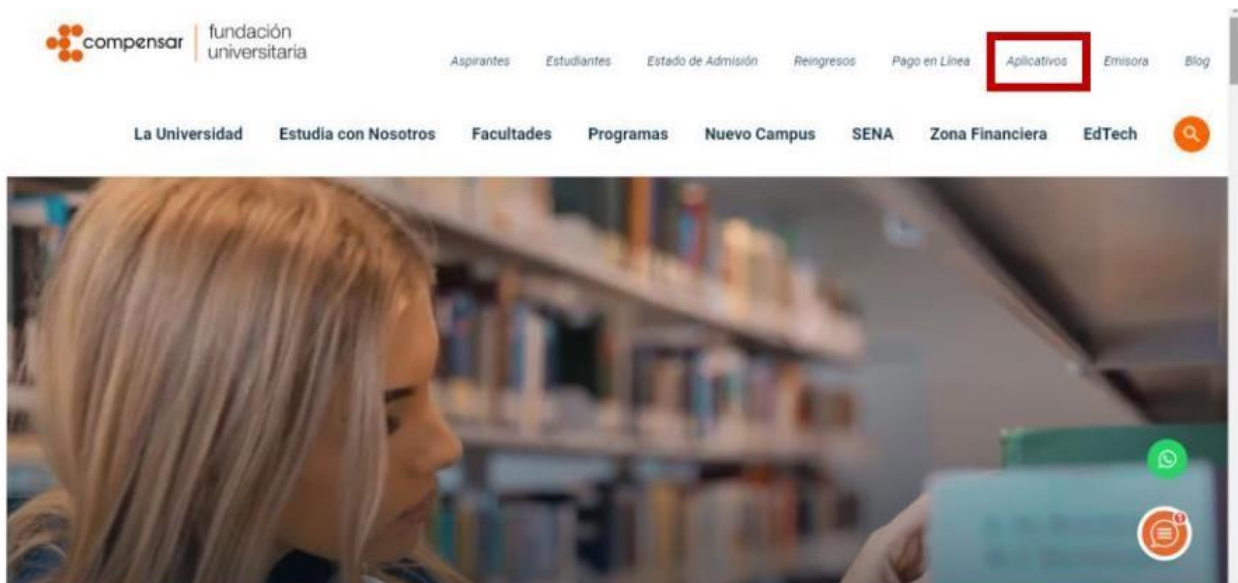 compensar fundación
universitaria
Aspirantes Estudiantes Estado de Admisión Reingresos Pago en Línea Aplicativos Emisora Blog
La Universidad Estudia con Nosotros Facultades Programas Nuevo Campus SENA Zona Financiera EdTech
1